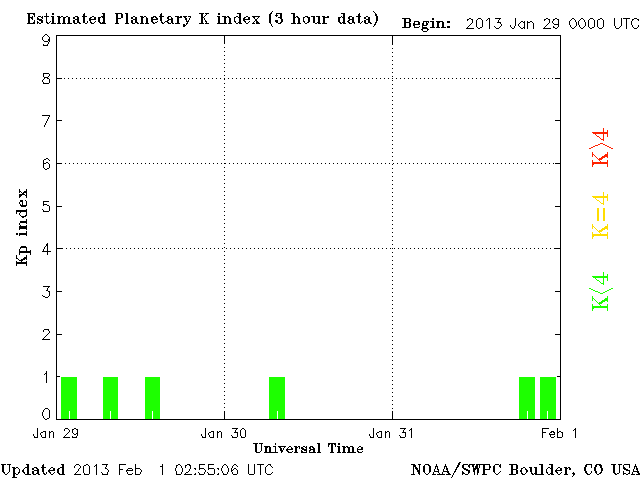 Estimated Planetary K index (3 hour data) Begin: 2013 Jan 29 0000 UTC
9
8
7
6
5
4
3
2
1
0
Kp index
K>4
K=4
K<4
Jan 29 Jan 30 Jan 31 Feb 1
Universal Time
Updated 2013 Feb 1 02:55:06 UTC NOAA/SWPC Boulder, CO USA